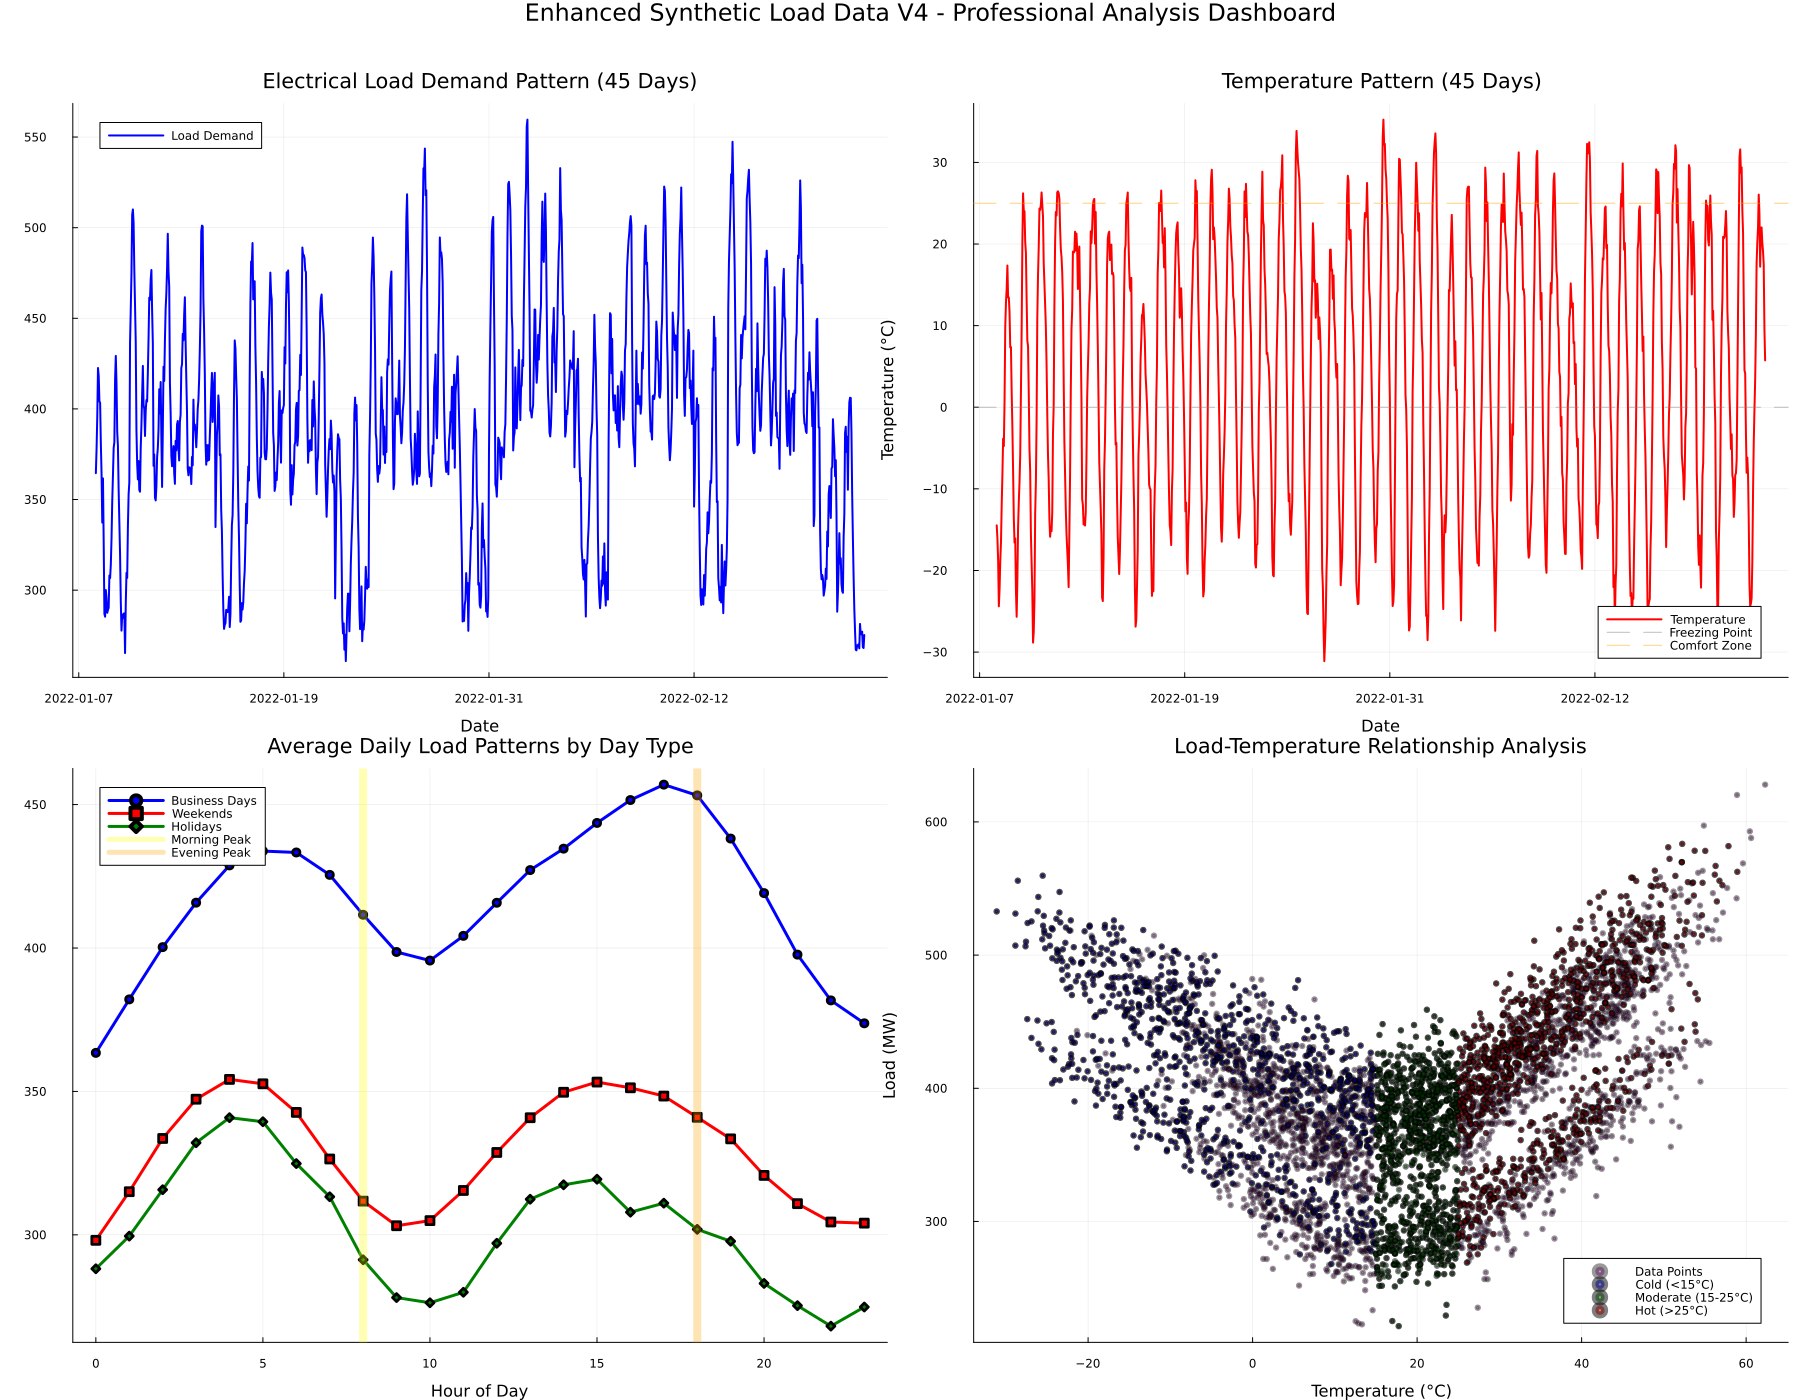 Enhanced Synthetic Load Data V4 - Professional Analysis Dashboard
Electrical Load Demand Pattern (45 Days)
Load Demand
550
500
450
400
350
300
2022-01-07
2022-01-19
2022-01-31
2022-02-12
Date
Temperature Pattern (45 Days)
Temperature (°C)
30
20
10
0
−10
−20
−30
Temperature
Freezing Point
Comfort Zone
2022-01-07
2022-01-19
2022-01-31
2022-02-12
Date
Average Daily Load Patterns by Day Type
Business Days
Weekends
Holidays
Morning Peak
Evening Peak
450
400
350
300
0
5
10
15
20
Hour of Day
Load-Temperature Relationship Analysis
Load (MW)
600
500
400
300
Data Points
Cold (<15°C)
Moderate (15-25°C)
Hot (>25°C)
−20
0
20
40
60
Temperature (°C)